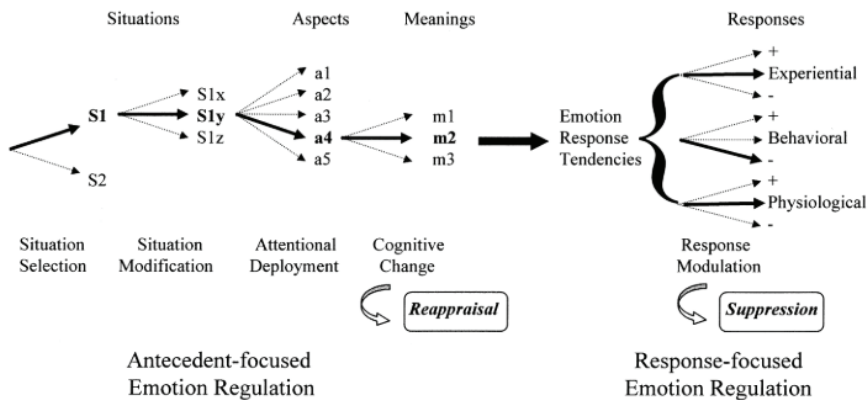 Situations
Aspects
Meanings
Responses
S1
S2
S1x
S1y
S1z
a1
a2
a3
a4
a5
m1
m2
m3
Emotion
Response
Tendencies
+
Experiential
-
+
Behavioral
-
+
Physiological
-
Situation
Selection
Situation
Modification
Attentional
Deployment
Cognitive
Change
Reappraisal
Response
Modulation
Suppression
Antecedent-focused
Emotion Regulation
Response-focused
Emotion Regulation